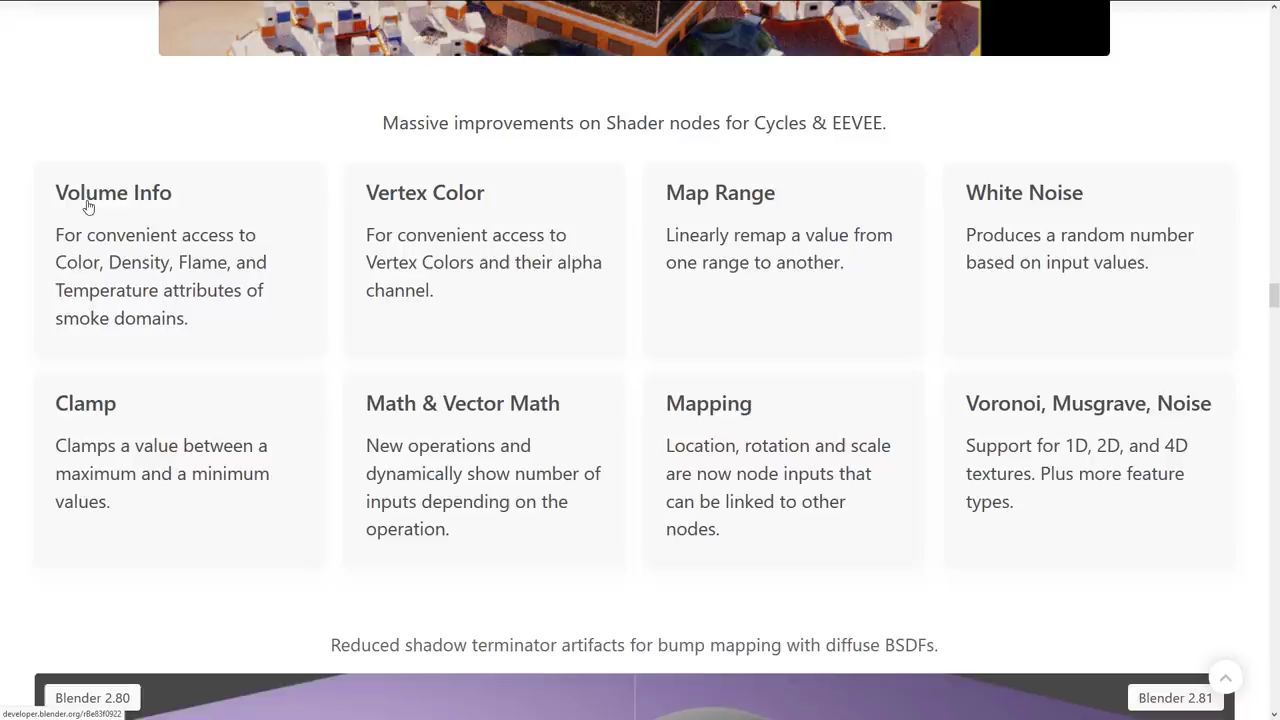 Massive improvements on Shader nodes for Cycles & EEVEE.
Volume Info
For convenient access to
Color, Density, Flame, and
Temperature attributes of
smoke domains.
Vertex Color
For convenient access to
Vertex Colors and their alpha
channel.
Map Range
Linearly remap a value from
one range to another.
White Noise
Produces a random number
based on input values.
Clamp
Clamps a value between a
maximum and a minimum
values.
Math & Vector Math
New operations and
dynamically show number of
inputs depending on the
operation.
Mapping
Location, rotation and scale
are now node inputs that
can be linked to other
nodes.
Voronoi, Musgrave, Noise
Support for 1D, 2D, and 4D
textures. Plus more feature
types.
Reduced shadow terminator artifacts for bump mapping with diffuse BSDFs.
Blender 2.80
Blender 2.81
developer.blender.org/rBe83f0922